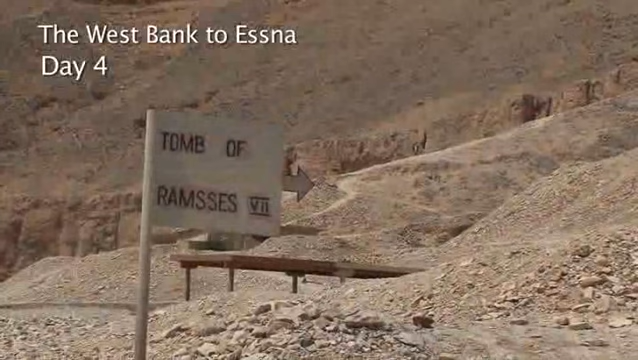 The West Bank to Essna
Day 4
TOMB OF
RAMSSES VII